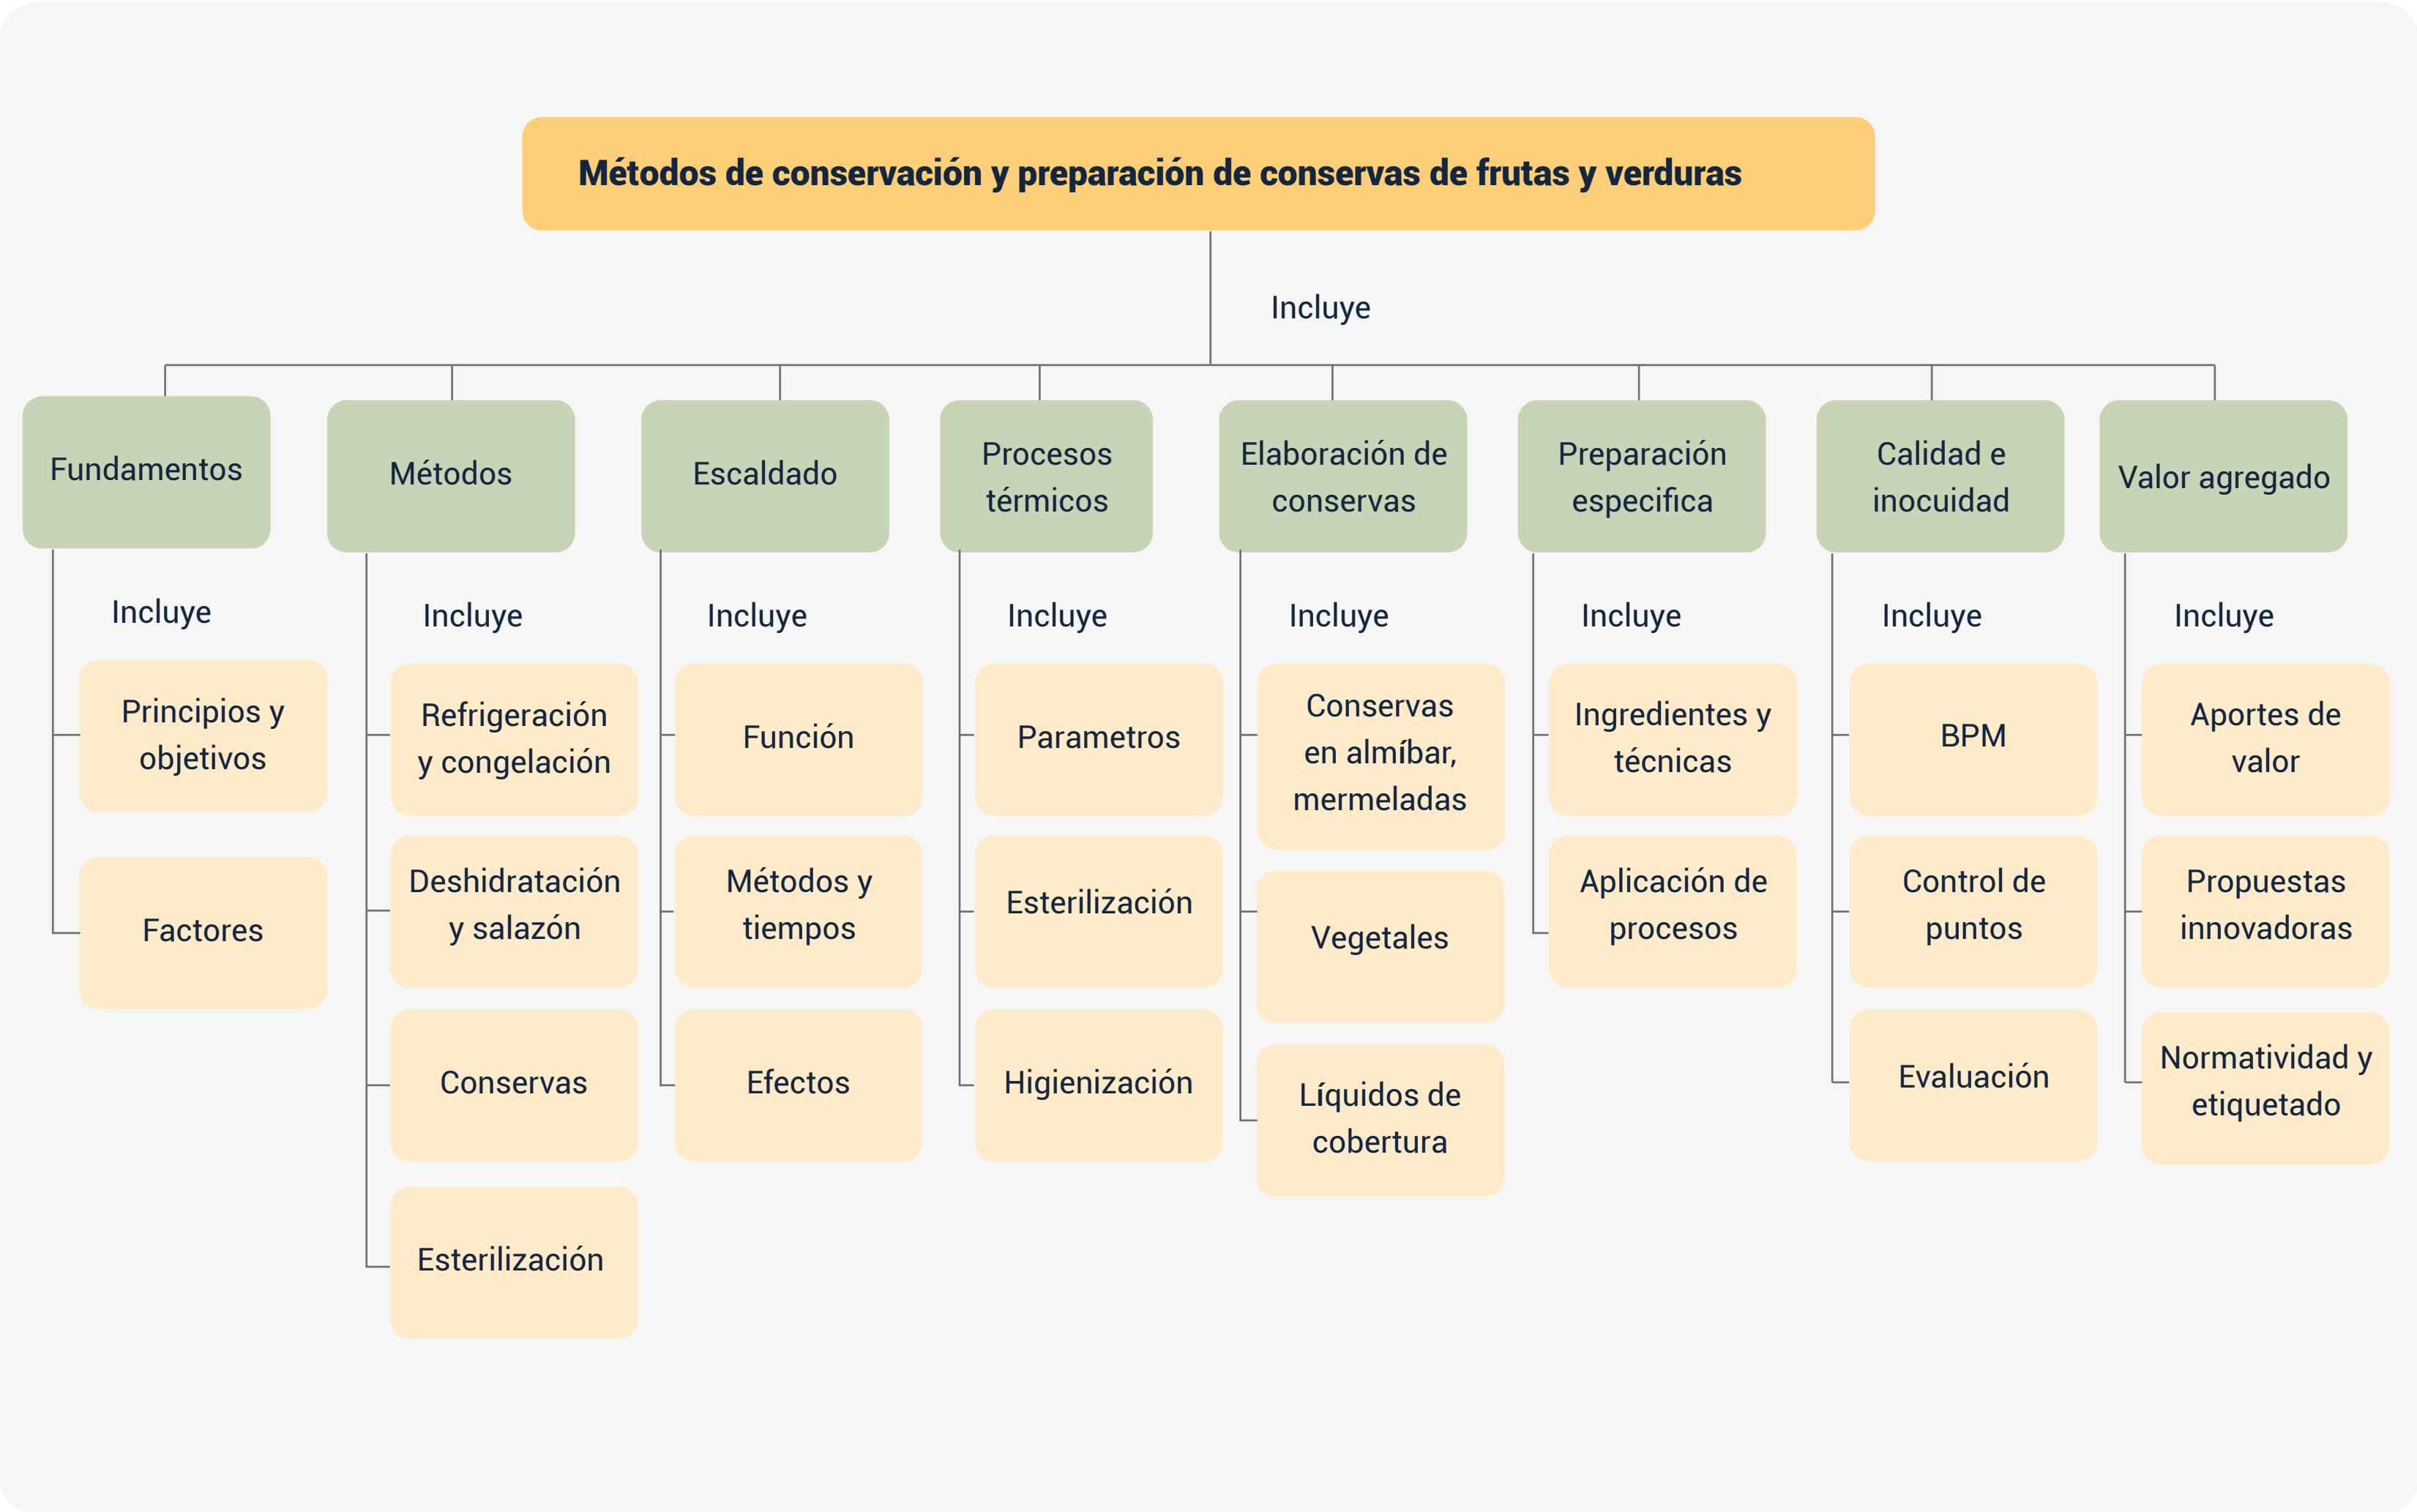 Métodos de conservación y preparación de conservas de frutas y verduras
Incluye
Fundamentos
Incluye
Principios y
objetivos
Factores
Métodos
Incluye
Refrigeración
y congelación
Deshidratación
y salazón
Conservas
Esterilización
Escaldado
Incluye
Función
Métodos y
tiempos
Efectos
Procesos
térmicos
Incluye
Parametros
Esterilización
Higienización
Elaboración de
conservas
Incluye
Conservas
en almíbar,
mermeladas
Vegetales
Líquidos de
cobertura
Preparación
especifica
Incluye
Ingredientes y
técnicas
Aplicación de
procesos
Calidad e
inocuidad
Incluye
BPM
Control de
puntos
Evaluación
Valor agregado
Incluye
Aportes de
valor
Propuestas
innovadoras
Normatividad y
etiquetado